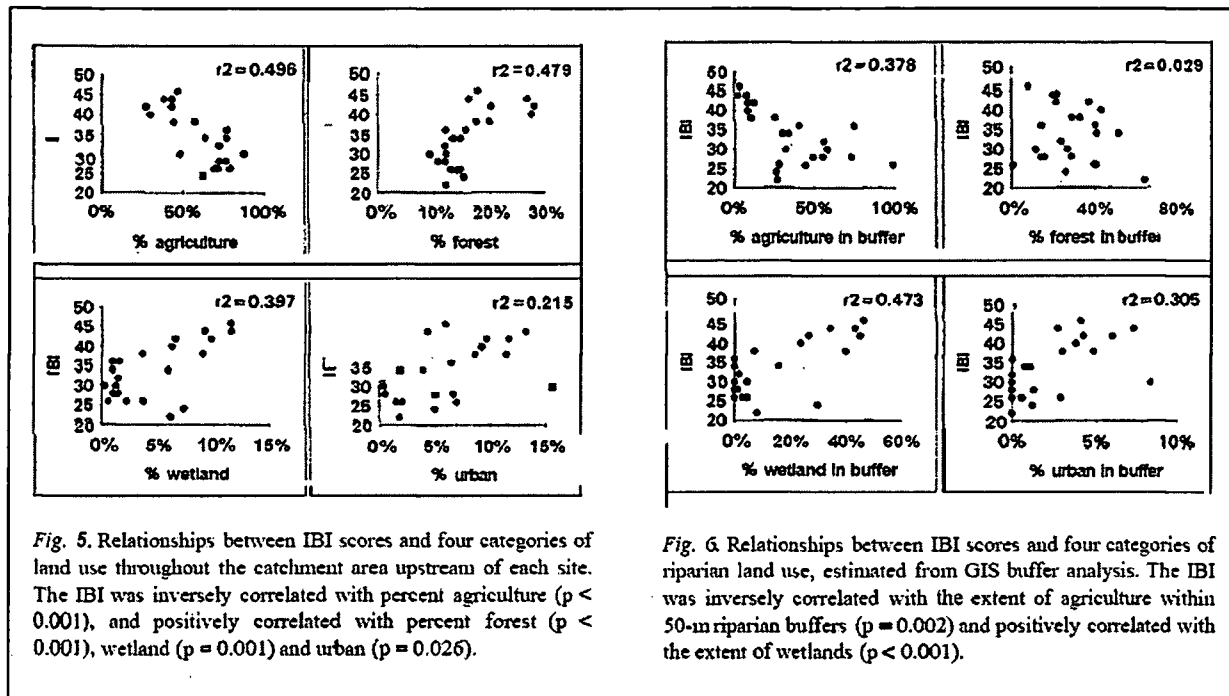 r2=0.496
50
45
40
35
30
25
20
I
0% 50% 100%
% agriculture
r2=0.479
50
45
40
35
30
25
20
0% 10% 20% 30%
% forest
r2=0.397
50
45
40
35
30
25
20
IBI
0% 5% 10% 15%
% wetland
r2=0.215
50
45
40
35
30
25
20
0% 5% 10% 15%
% urban
Fig. 5. Relationships between IBI scores and four categories of
land use throughout the catchment area upstream of each site.
The IBI was inversely correlated with percent agriculture (p <
0.001), and positively correlated with percent forest (p <
0.001), wetland (p = 0.001) and urban (p = 0.026).
r2=0.378
50
45
40
35
30
25
20
IBI
0% 50% 100%
% agriculture in buffer
r2=0.029
50
45
40
35
30
25
20
IBI
0% 40% 80%
% forest in buffer
r2=0.473
50
45
40
35
30
25
20
IBI
0% 20% 40% 60%
% wetland in buffer
r2=0.305
50
45
40
35
30
25
20
IBI
0% 5% 10%
% urban in buffer
Fig. 6. Relationships between IBI scores and four categories of
riparian land use, estimated from GIS buffer analysis. The IBI
was inversely correlated with the extent of agriculture within
50-m riparian buffers (p = 0.002) and positively correlated with
the extent of wetlands (p < 0.001).